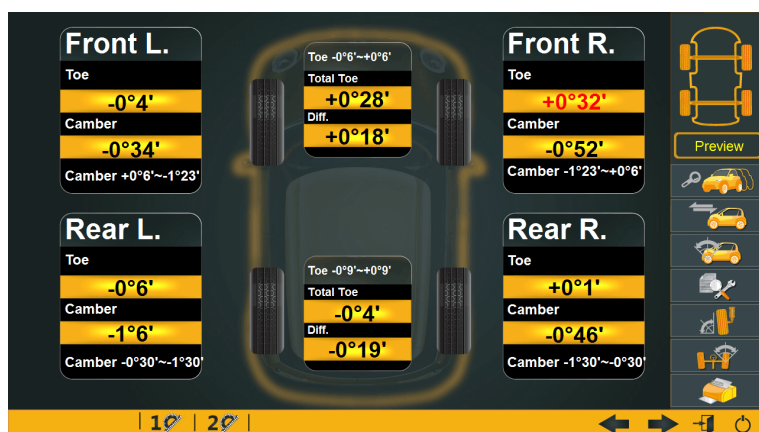 Front L.
Toe
-0°4'
Camber
-0°34'
Camber +0°6'~-1°23'
Toe -0°6'~+0°6'
Total Toe
+0°28'
Diff.
+0°18'
Front R.
Toe
+0°32'
Camber
-0°52'
Camber -1°23'~+0°6'
Rear L.
Toe
-0°6'
Camber
-1°6'
Camber -0°30'~-1°30'
Toe -0°9'~+0°9'
Total Toe
-0°4'
Diff.
-0°19'
Rear R.
Toe
+0°1'
Camber
-0°46'
Camber -1°30'~-0°30'
Preview
1
2